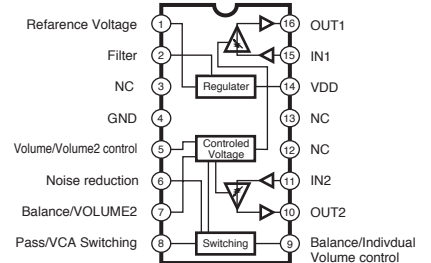 Refarance Voltage 1
Filter 2
NC 3
GND 4
Volume/Volume2 control 5
Noise reduction 6
Balance/VOLUME2 7
Pass/VCA Switching 8
Regulater
Controled
Voltage
Switching
16 OUT1
15 IN1
14 VDD
13 NC
12 NC
11 IN2
10 OUT2
9 Balance/Indivdual
Volume control